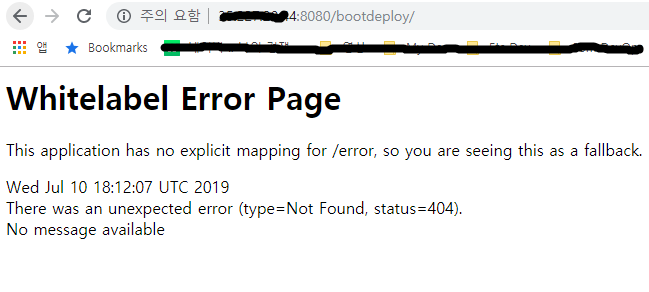 주의 요함 4:8080/bootdeploy/
앱 Bookmarks
Whitelabel Error Page
This application has no explicit mapping for /error, so you are seeing this as a fallback.
Wed Jul 10 18:12:07 UTC 2019
There was an unexpected error (type=Not Found, status=404).
No message available